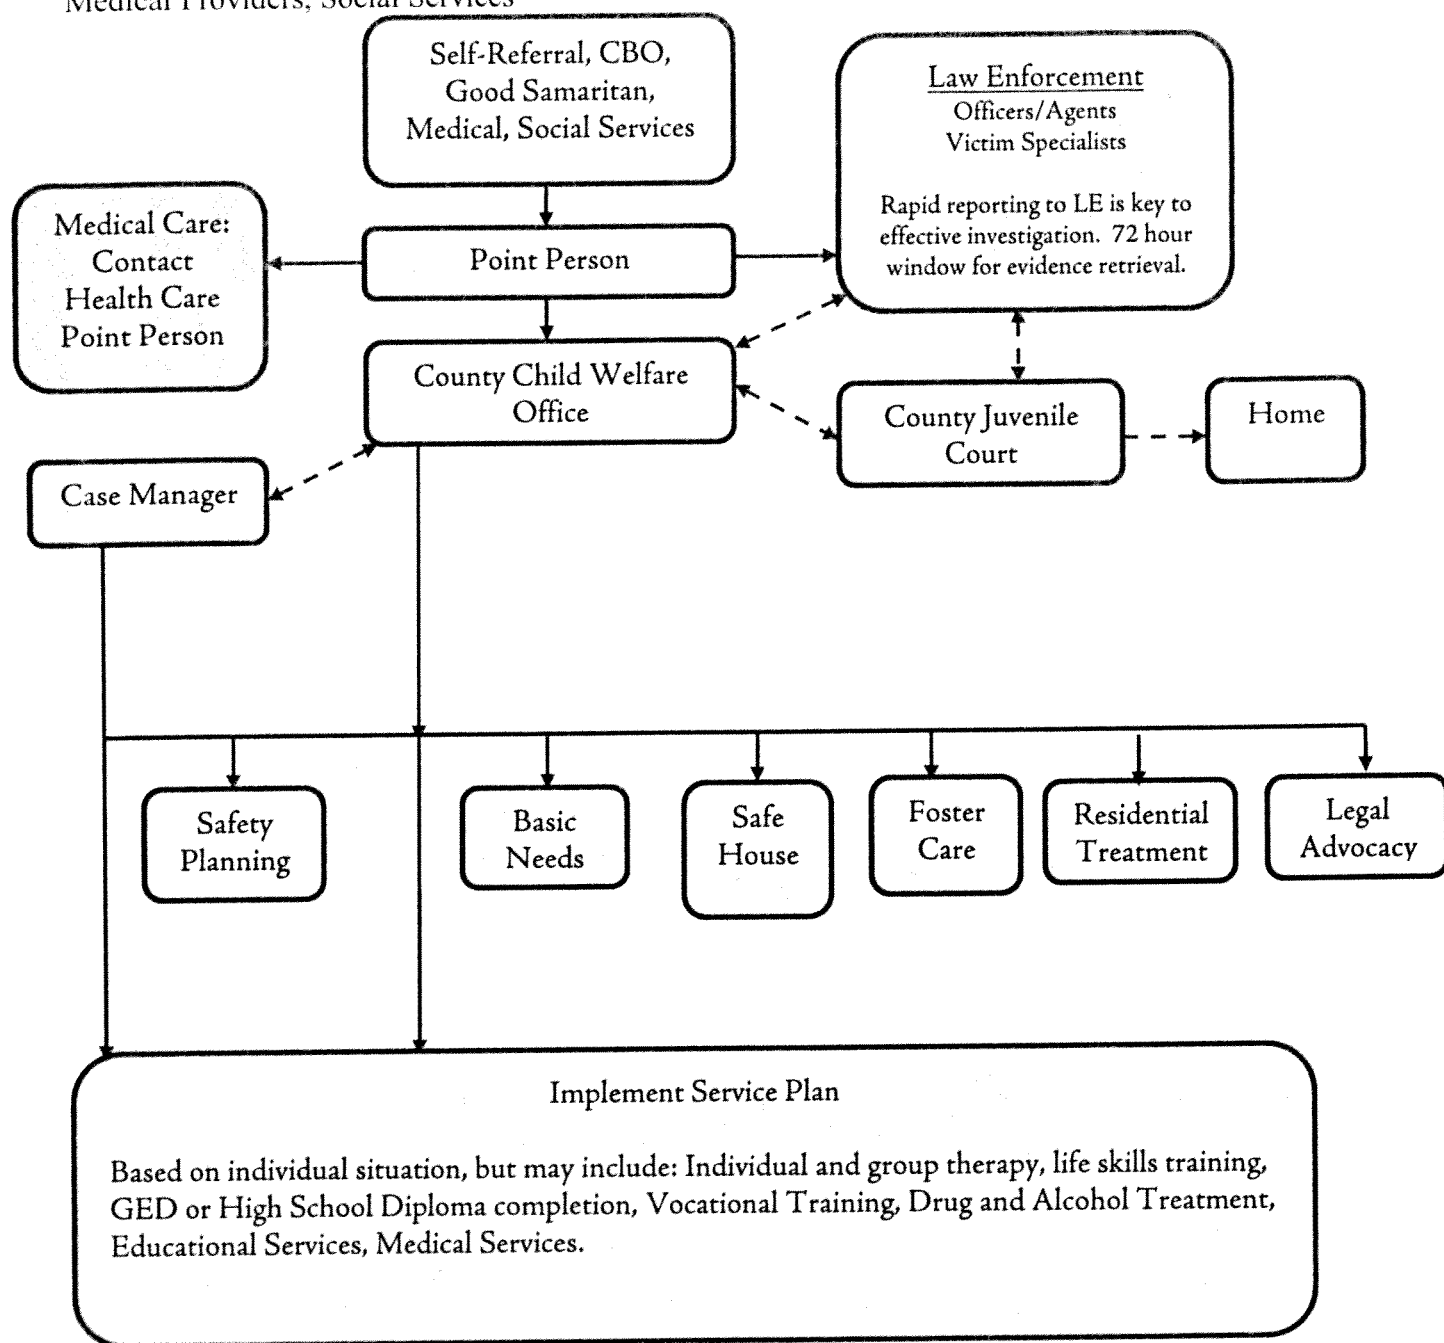 Medical Providers, Social Services
Self-Referral, CBO,
Good Samaritan,
Medical, Social Services
Law Enforcement
Officers/Agents
Victim Specialists
Rapid reporting to LE is key to
effective investigation. 72 hour
window for evidence retrieval.
Medical Care:
Contact
Health Care
Point Person
Point Person
County Child Welfare
Office
County Juvenile
Court
Home
Case Manager
Safety
Planning
Basic
Needs
Safe
House
Foster
Care
Residential
Treatment
Legal
Advocacy
Implement Service Plan
Based on individual situation, but may include: Individual and group therapy, life skills training,
GED or High School Diploma completion, Vocational Training, Drug and Alcohol Treatment,
Educational Services, Medical Services.